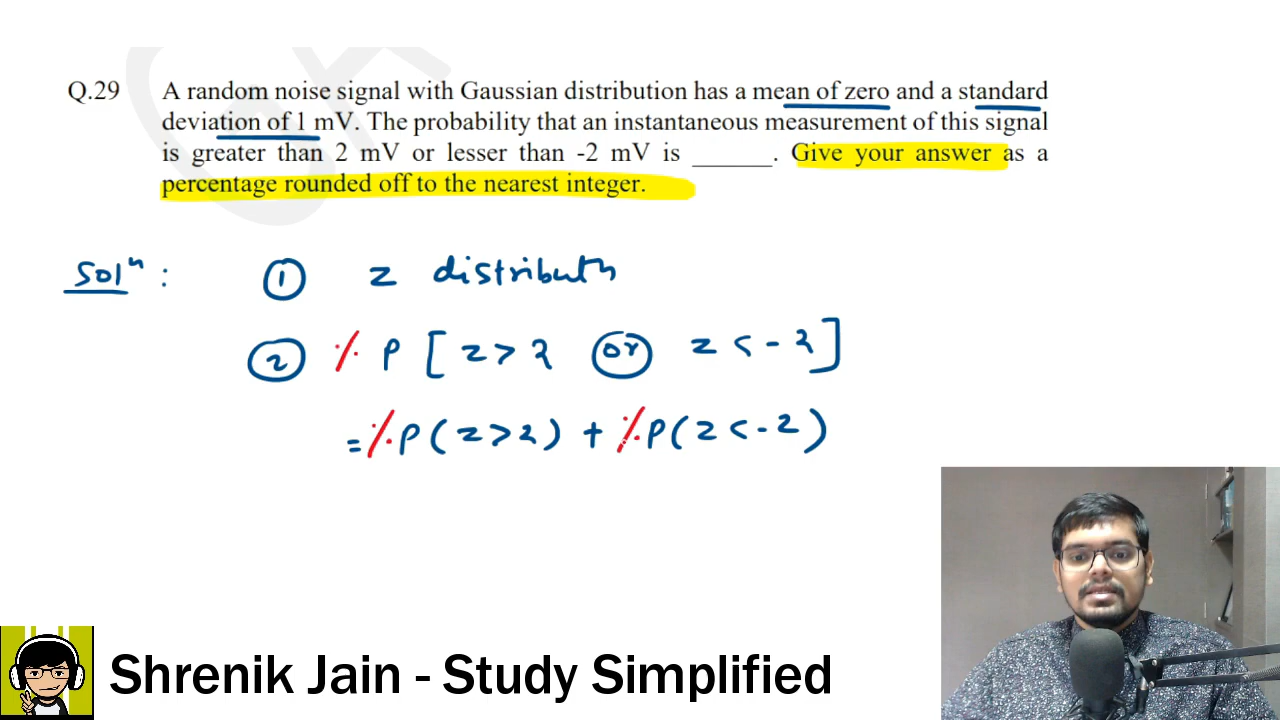 Q.29 A random noise signal with Gaussian distribution has a mean of zero and a standard
deviation of 1 mV. The probability that an instantaneous measurement of this signal
is greater than 2 mV or lesser than -2 mV is ______. Give your answer as a
percentage rounded off to the nearest integer.
Solⁿ : ① z distributn
② % P [ z > 2 or z < - 2 ]
= % P ( z > 2 ) + % P ( z < - 2 )
Shrenik Jain - Study Simplified